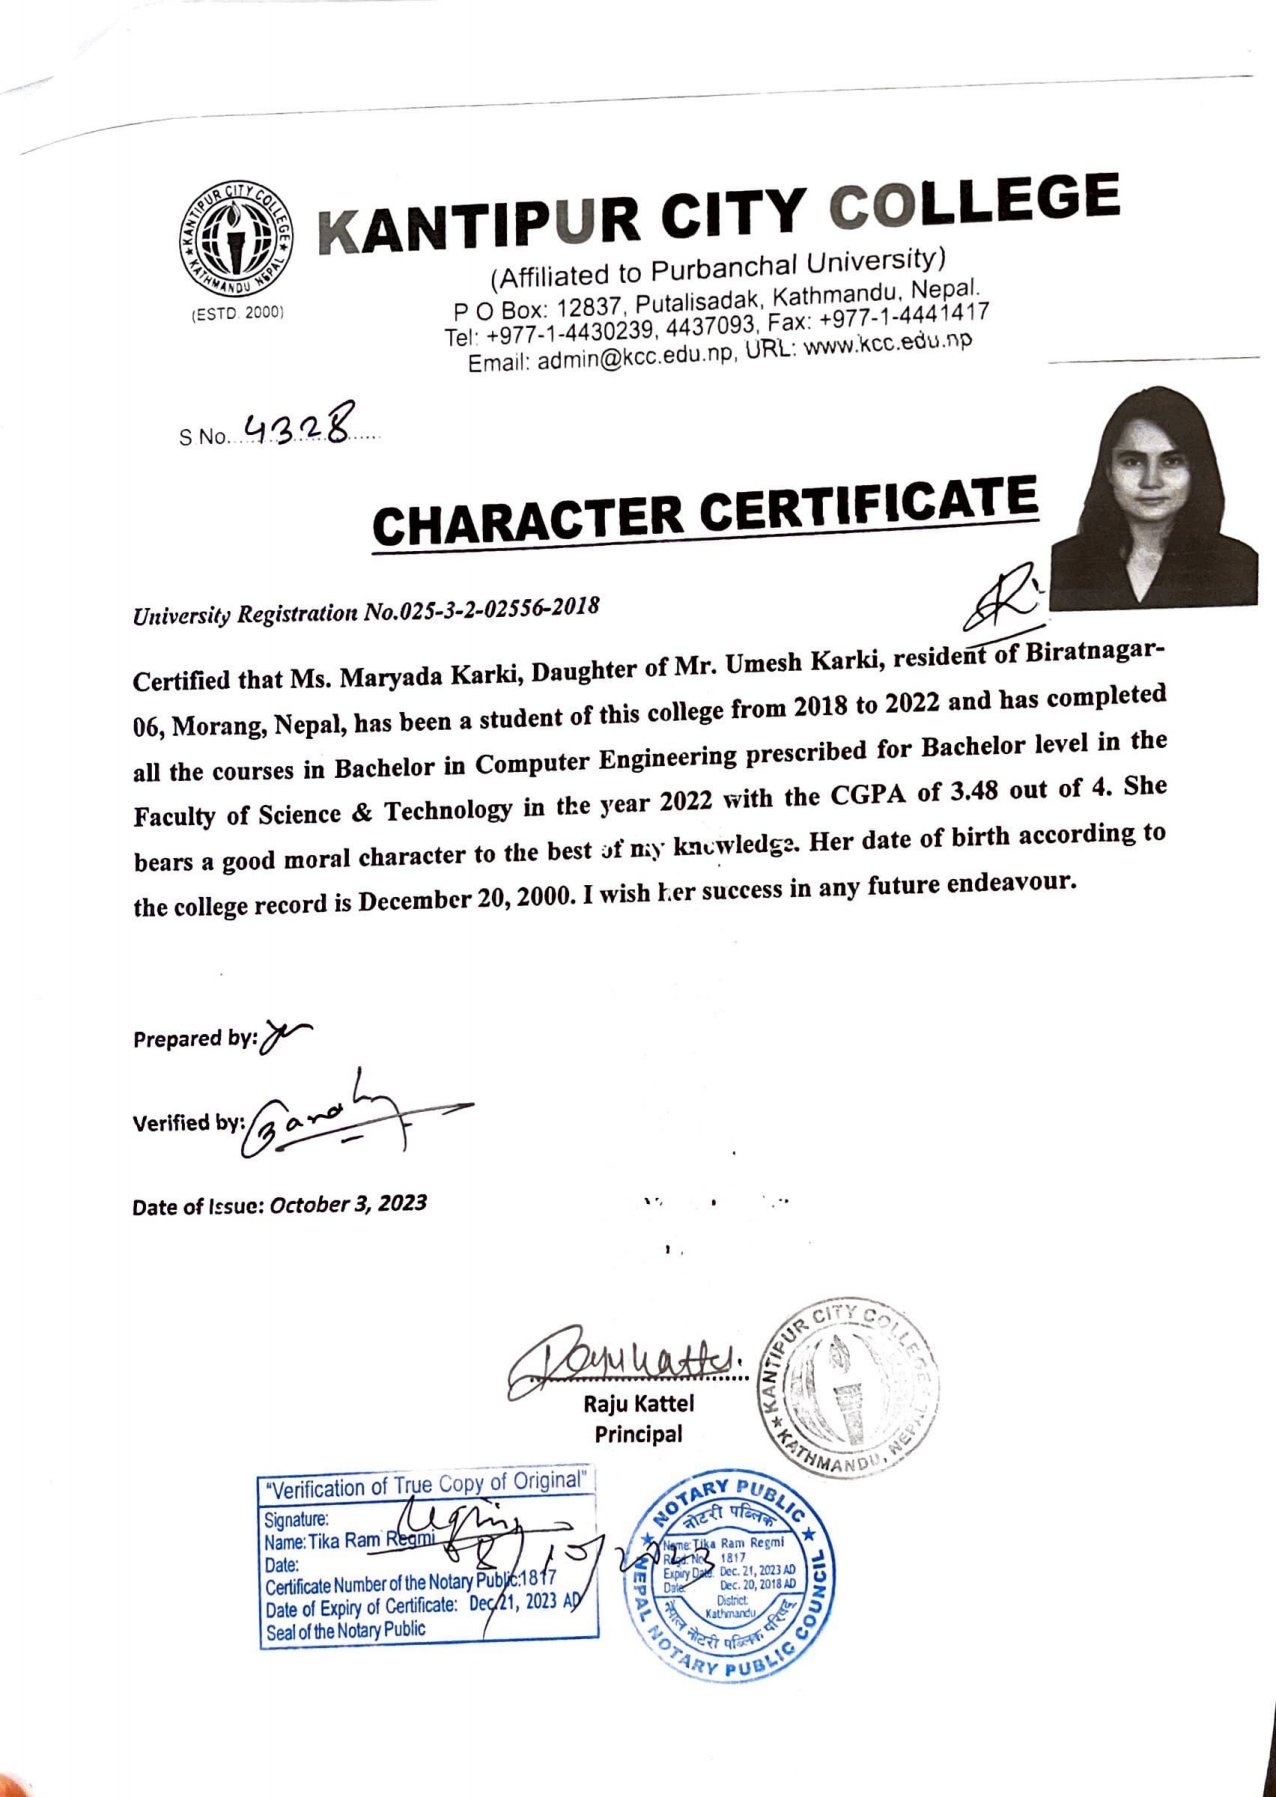 KANTIPUR CITY COLLEGE
★ KANTIPUR CITY COLLEGE ★ KATHMANDU NEPAL
(ESTD. 2000)
(Affiliated to Purbanchal University)
P O Box: 12837, Putalisadak, Kathmandu, Nepal.
Tel: +977-1-4430239, 4437093, Fax: +977-1-4441417
Email: admin@kcc.edu.np, URL: www.kcc.edu.np
S.No. 4328
CHARACTER CERTIFICATE
University Registration No.025-3-2-02556-2018
Certified that Ms. Maryada Karki, Daughter of Mr. Umesh Karki, resident of Biratnagar-
06, Morang, Nepal, has been a student of this college from 2018 to 2022 and has completed
all the courses in Bachelor in Computer Engineering prescribed for Bachelor level in the
Faculty of Science & Technology in the year 2022 with the CGPA of 3.48 out of 4. She
bears a good moral character to the best of my knowledge. Her date of birth according to
the college record is December 20, 2000. I wish her success in any future endeavour.
Prepared by:
Verified by:
Date of Issue: October 3, 2023
Raju Kattel
Principal
★ KANTIPUR CITY COLLEGE
KATHMANDU, NEPAL
"Verification of True Copy of Original"
Signature:
Name: Tika Ram Regmi
Date:
Certificate Number of the Notary Public:1817
Date of Expiry of Certificate: Dec 21, 2023 AD
Seal of the Notary Public
★ NOTARY PUBLIC ★
नोटरी पब्लिक
Name: Tika Ram Regmi
Regd. No. 1817
Expiry Date: Dec. 21, 2023 AD
Date: Dec. 20, 2018 AD
District:
Kathmandu
नेपाल नोटरी पब्लिक परिषद्
NEPAL NOTARY PUBLIC COUNCIL